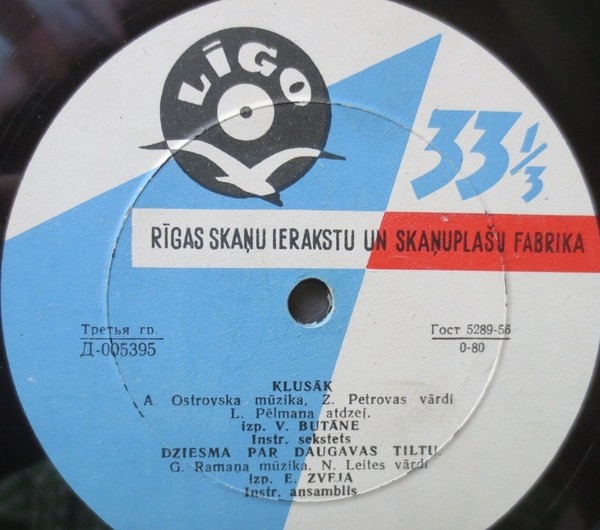 LĪGO
33 1/3
RĪGAS SKAŅU IERAKSTU UN SKAŅUPLAŠU FABRIKA
Третья гр.
Д-005395
Гост 5289-56
0-80
KLUSĀK
A. Ostrovska mūzika, Z. Petrovas vārdi
L. Pēlmaņa atdzej.
izp. V. BUTĀNE
Instr. sekstets
DZIESMA PAR DAUGAVAS TILTU.
G. Ramaņa mūzika, N. Leites vārdi
Izp. E. ZVEJA
Instr. ansamblis